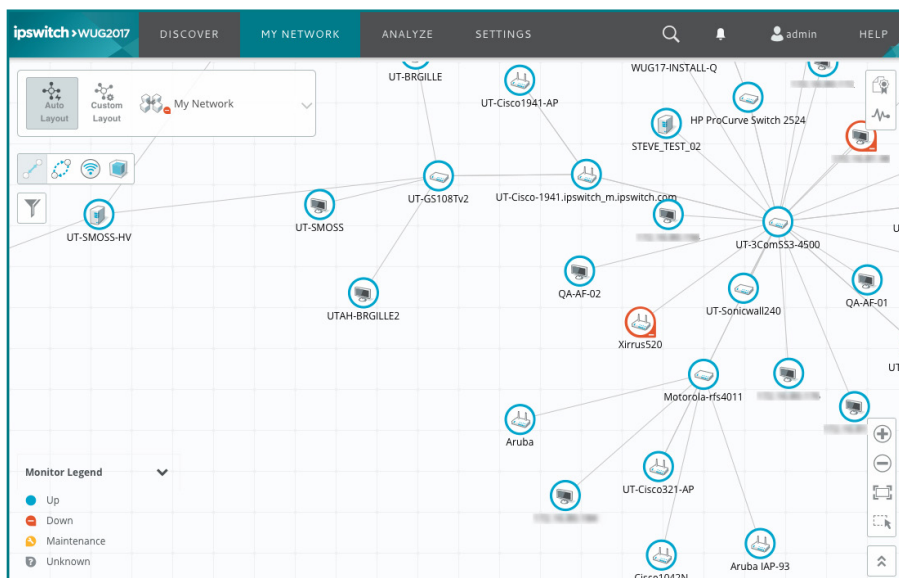 ipswitch>WUG2017
DISCOVER
MY NETWORK
ANALYZE
SETTINGS
admin
HELP
Auto
Layout
Custom
Layout
My Network
UT-BRGILLE
UT-Cisco1941-AP
WUG17-INSTALL-Q
HP ProCurve Switch 2524
STEVE_TEST_02
UT-GS108Tv2
UT-Cisco-1941.ipswitch_m.ipswitch.com
UT-SMOSS-HV
UT-SMOSS
UT-3ComSS3-4500
QA-AF-02
UT-Sonicwall240
QA-AF-01
UTAH-BRGILLE2
Xirrus520
UT
Motorola-rfs4011
Aruba
UT-Cisco321-AP
Cisco1042N
Aruba IAP-93
Monitor Legend
Up
Down
Maintenance
Unknown